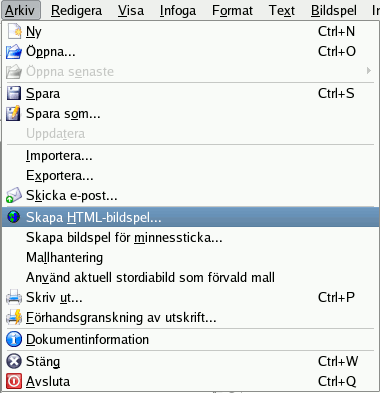 Arkiv Redigera Visa Infoga Format Text Bildspel In
Ny Ctrl+N
Öppna... Ctrl+O
Öppna senaste
Spara Ctrl+S
Spara som...
Uppdatera
Importera...
Exportera...
Skicka e-post...
Skapa HTML-bildspel...
Skapa bildspel för minnessticka...
Mallhantering
Använd aktuell stordiabild som förvald mall
Skriv ut... Ctrl+P
Förhandsgranskning av utskrift...
Dokumentinformation
Stäng Ctrl+W
Avsluta Ctrl+Q